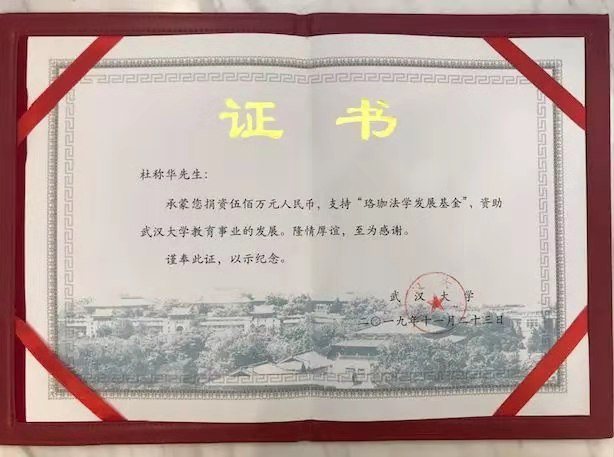 证书
杜称华先生：
承蒙您捐资伍佰万元人民币，支持“珞珈法学发展基金”，资助
武汉大学教育事业的发展。隆情厚谊，至为感谢。
谨奉此证，以示纪念。
武汉大学
二〇一九年十一月二十三日